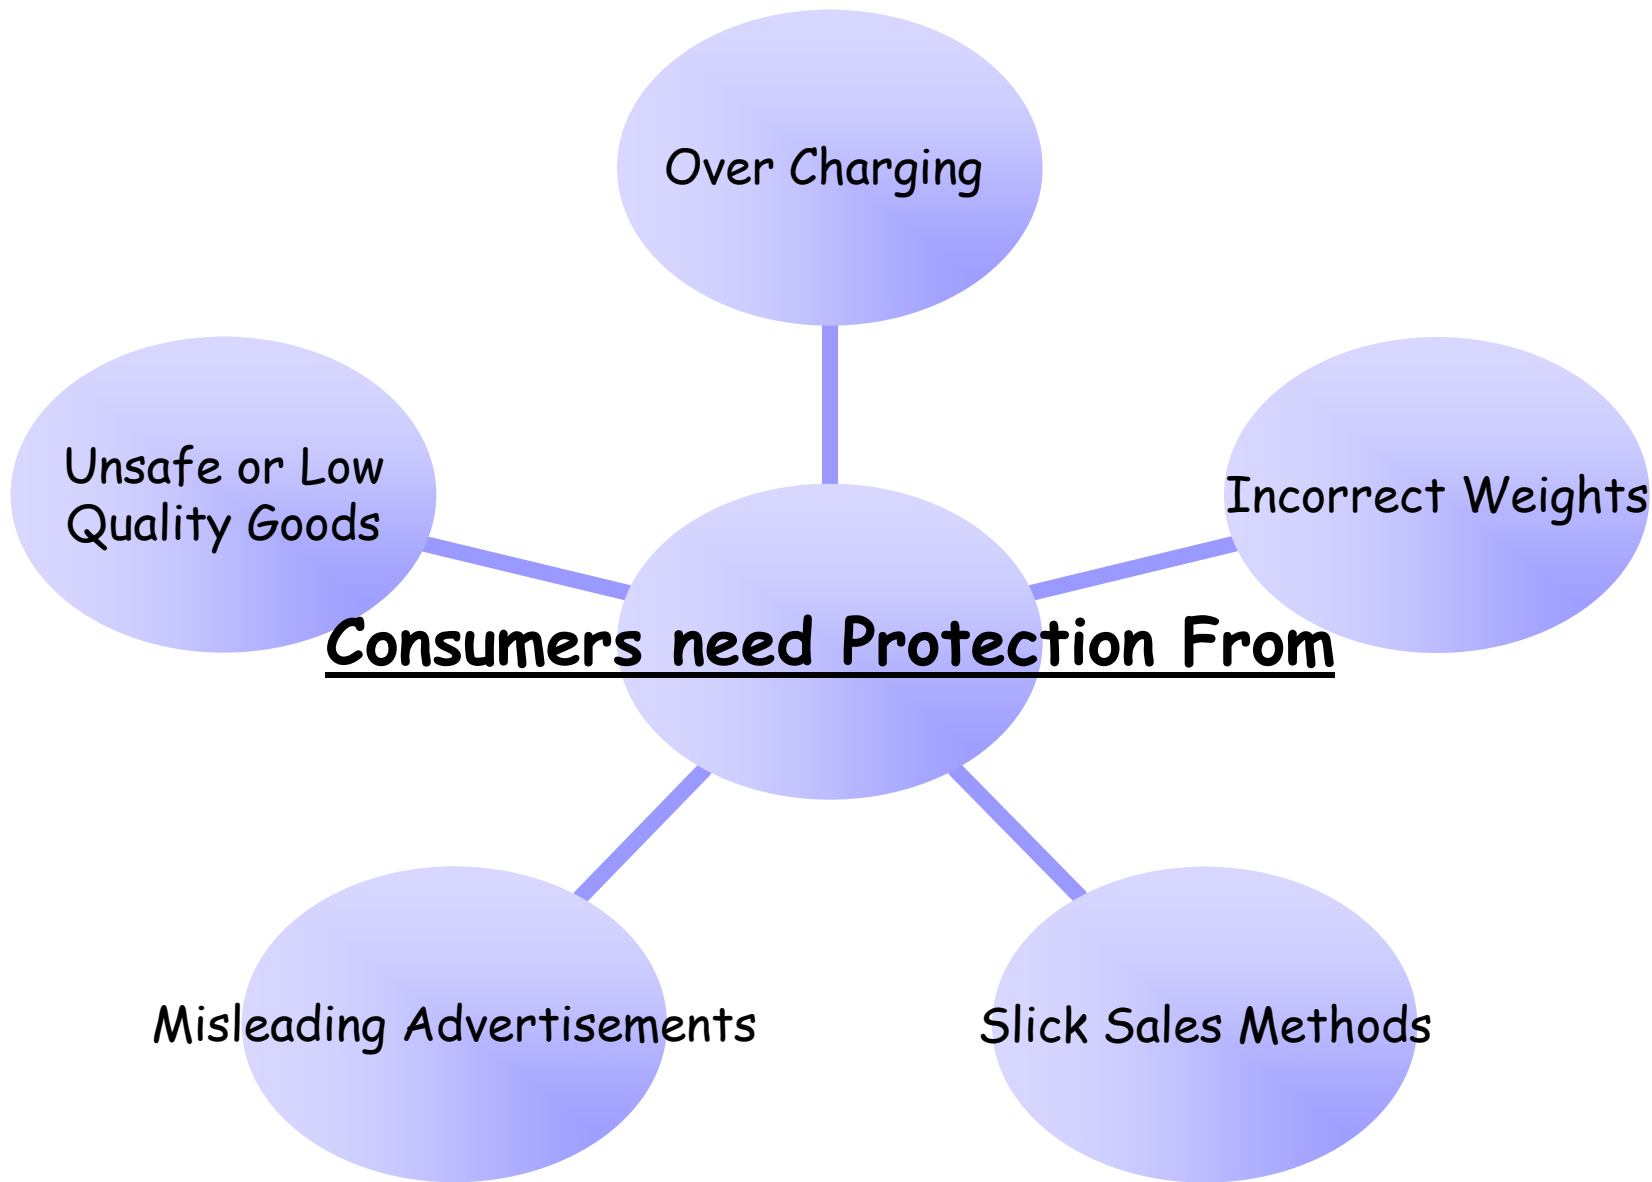 Over Charging
Unsafe or Low
Quality Goods
Incorrect Weights
Consumers need Protection From
Misleading Advertisements
Slick Sales Methods